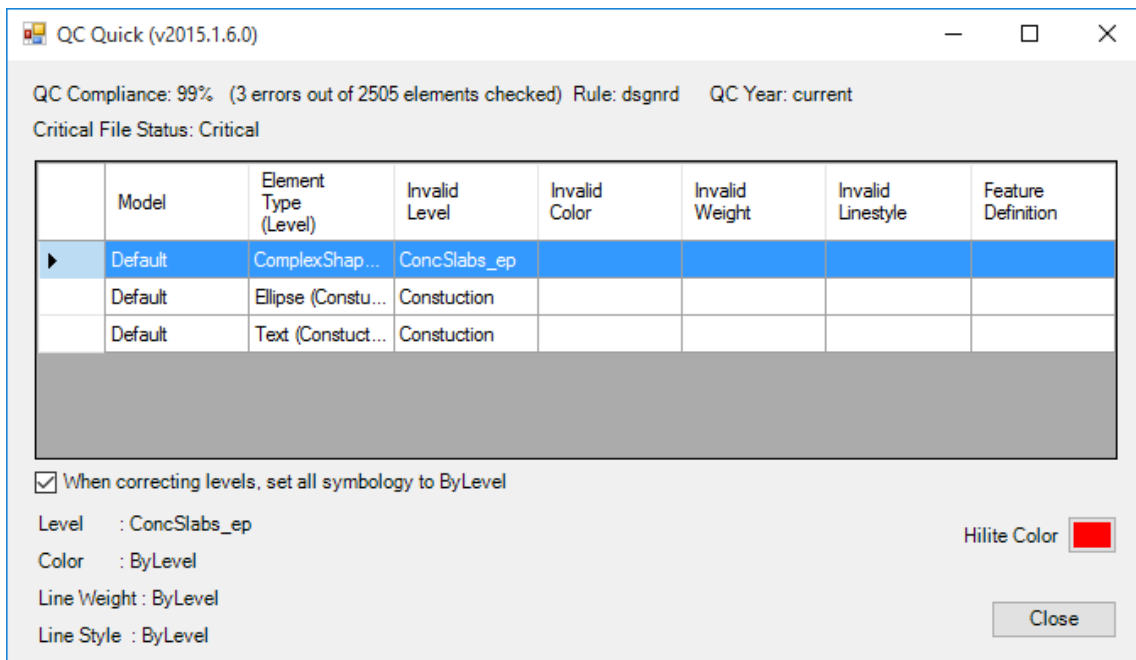 QC Quick (v2015.1.6.0)
QC Compliance: 99% (3 errors out of 2505 elements checked) Rule: dsgnrd QC Year: current
Critical File Status: Critical
Model Element Type (Level) Invalid Level Invalid Color Invalid Weight Invalid Linestyle Feature Definition
Default ComplexShap... ConcSlabs_ep
Default Ellipse (Constu... Constuction
Default Text (Constuct... Constuction
When correcting levels, set all symbology to ByLevel
Level : ConcSlabs_ep
Hilite Color
Color : ByLevel
Line Weight : ByLevel
Close
Line Style : ByLevel